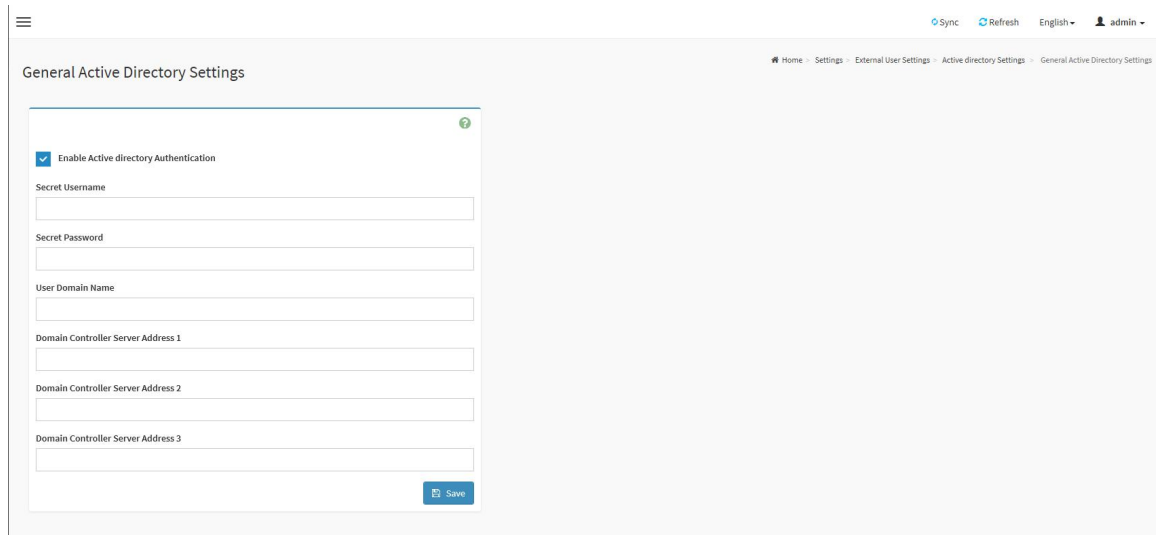 Sync Refresh English admin
General Active Directory Settings
Home > Settings > External User Settings > Active directory Settings > General Active Directory Settings
Enable Active directory Authentication
Secret Username
Secret Password
User Domain Name
Domain Controller Server Address 1
Domain Controller Server Address 2
Domain Controller Server Address 3
Save